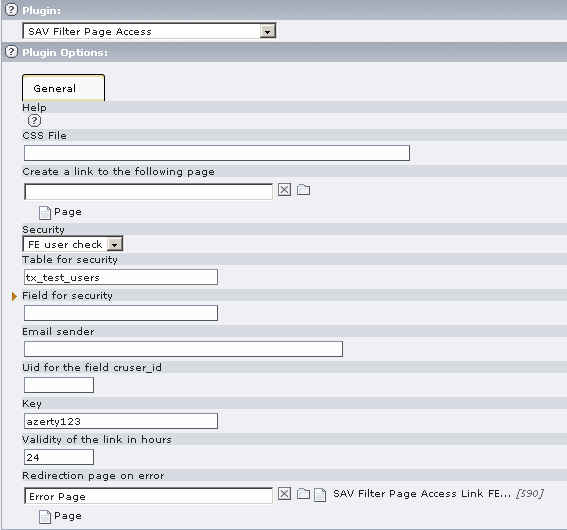 Plugin:
SAV Filter Page Access
Plugin Options:
General
Help
CSS File
Create a link to the following page
Page
Security
FE user check
Table for security
tx_test_users
Field for security
Email sender
Uid for the field cruser_id
Key
azerty123
Validity of the link in hours
24
Redirection page on error
Error Page SAV Filter Page Access Link FE... [590]
Page